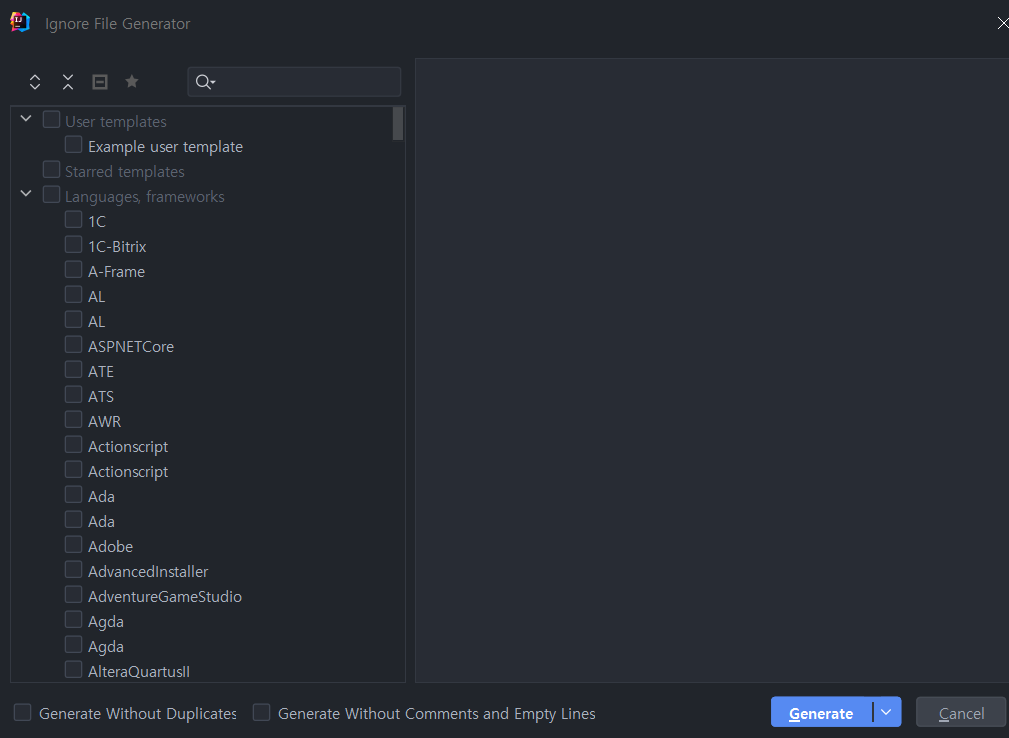 Ignore File Generator
User templates
Example user template
Starred templates
Languages, frameworks
1C
1C-Bitrix
A-Frame
AL
AL
ASPNETCore
ATE
ATS
AWR
Actionscript
Actionscript
Ada
Ada
Adobe
AdvancedInstaller
AdventureGameStudio
Agda
Agda
AlteraQuartusII
Generate Without Duplicates Generate Without Comments and Empty Lines Generate Cancel